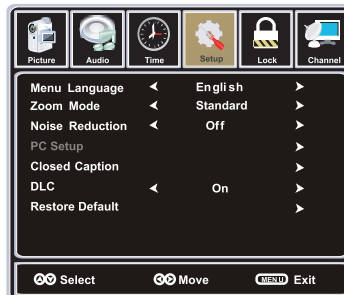 Picture Audio Time Setup Lock Channel
Menu Language English
Zoom Mode Standard
Noise Reduction Off
PC Setup
Closed Caption
DLC On
Restore Default
Select Move MENU Exit